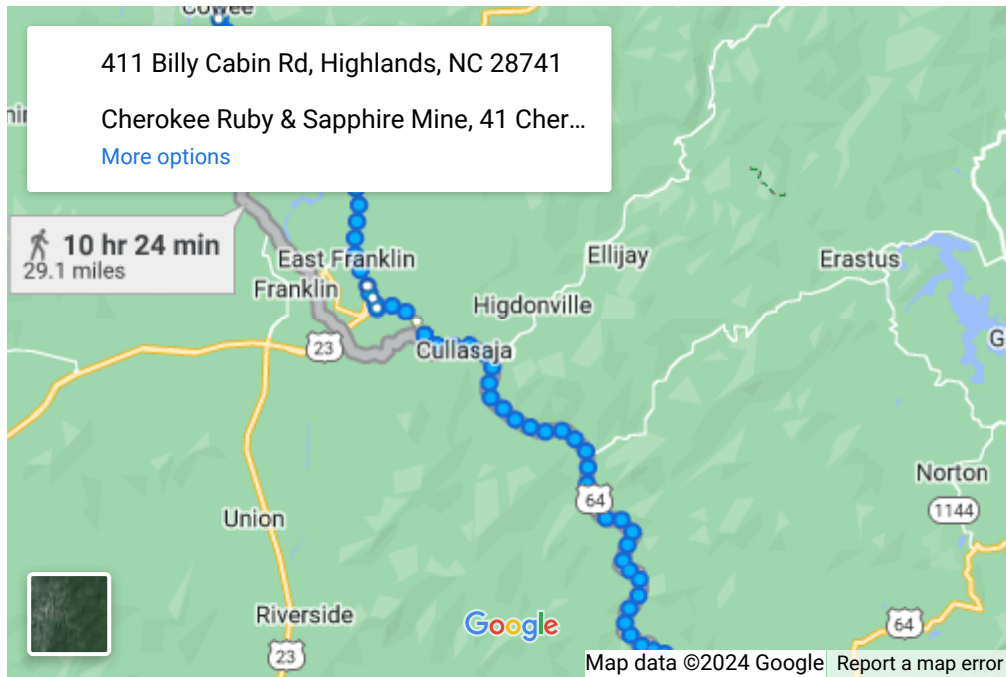 Cowee
411 Billy Cabin Rd, Highlands, NC 28741
Cherokee Ruby & Sapphire Mine, 41 Cher...
More options
10 hr 24 min
29.1 miles
East Franklin
Ellijay
Erastus
Franklin
Higdonville
23
Cullasaja
G
64
Norton
1144
Union
Riverside
Google
64
23
Map data ©2024 Google
Report a map error